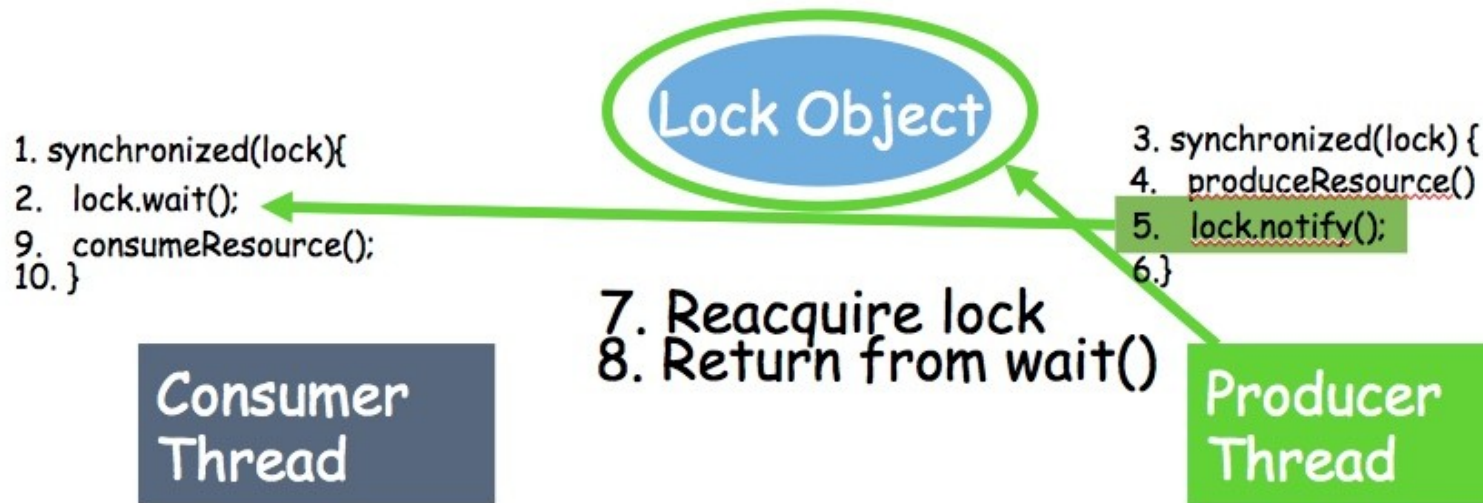 Lock Object
1. synchronized(lock){
2. lock.wait();
9. consumeResource();
10. }
3. synchronized(lock) {
4. produceResource()
5. lock.notify();
6.}
7. Reacquire lock
8. Return from wait()
Consumer
Thread
Producer
Thread